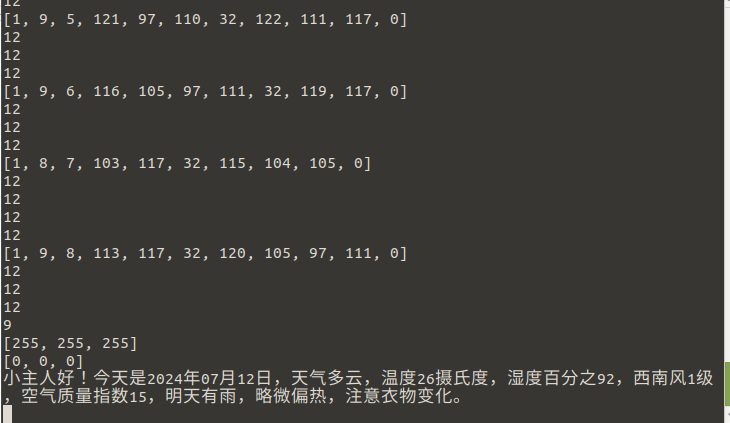 12
[1, 9, 5, 121, 97, 110, 32, 122, 111, 117, 0]
12
12
12
[1, 9, 6, 116, 105, 97, 111, 32, 119, 117, 0]
12
12
12
[1, 8, 7, 103, 117, 32, 115, 104, 105, 0]
12
12
12
12
[1, 9, 8, 113, 117, 32, 120, 105, 97, 111, 0]
12
12
12
9
[255, 255, 255]
[0, 0, 0]
小主人好！今天是2024年07月12日，天气多云，温度26摄氏度，湿度百分之92，西南风1级
，空气质量指数15，明天有雨，略微偏热，注意衣物变化。